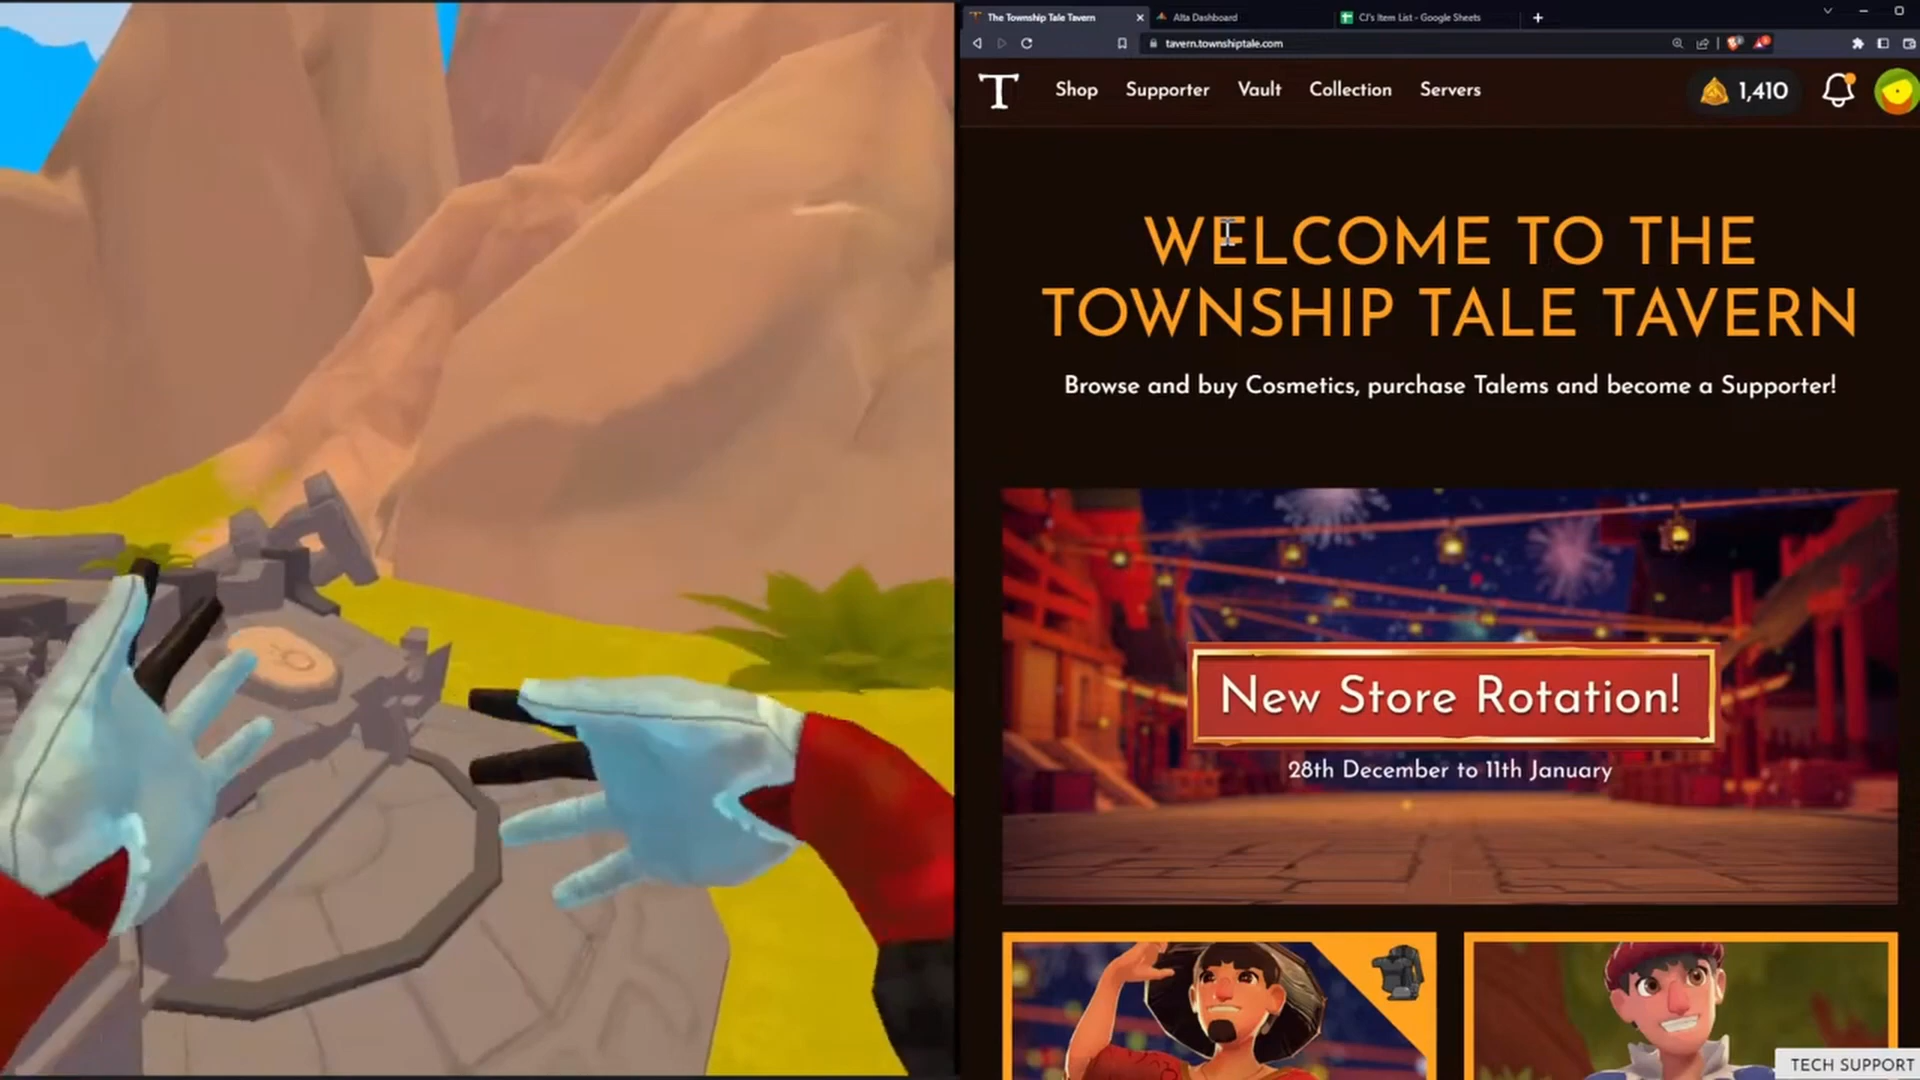 The Township Tale Tavern
Alta Dashboard
CJ's Item List - Google Sheets
tavern.townshiptale.com
T
Shop
Supporter
Vault
Collection
Servers
1,410
WELCOME TO THE
TOWNSHIP TALE TAVERN
Browse and buy Cosmetics, purchase Talems and become a Supporter!
New Store Rotation!
28th December to 11th January
TECH SUPPORT